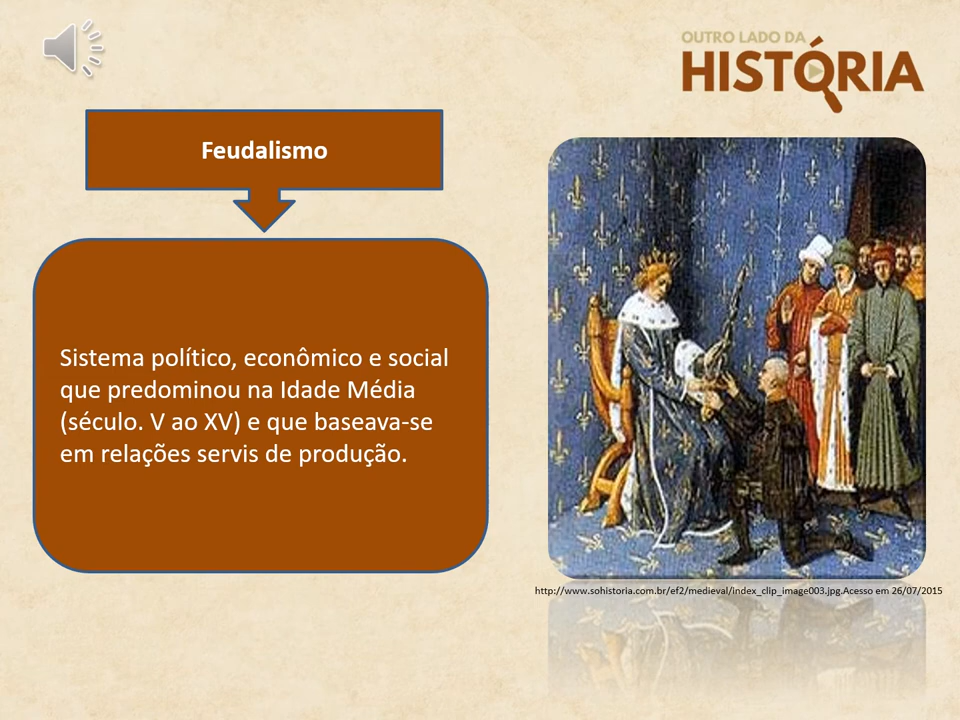 OUTRO LADO DA
HISTÓRIA
Feudalismo
Sistema político, econômico e social
que predominou na Idade Média
(século. V ao XV) e que baseava-se
em relações servis de produção.
http://www.sohistoria.com.br/ef2/medieval/index_clip_image003.jpg.Acesso em 26/07/2015